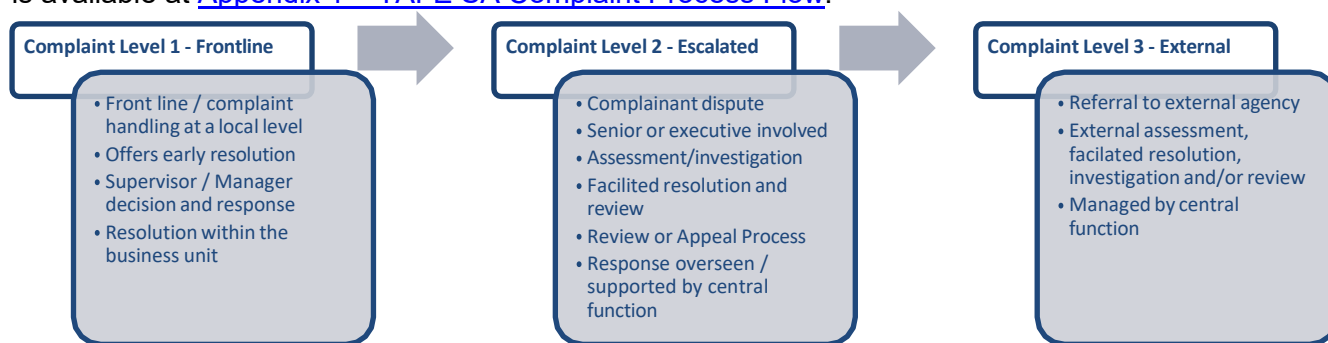 Complaint Level 1 - Frontline
• Front line / complaint
handling at a local level
• Offers early resolution
• Supervisor / Manager
decision and response
• Resolution within the
business unit
Complaint Level 2 - Escalated
• Complainant dispute
• Senior or executive involved
• Assessment/investigation
• Facilited resolution and
review
• Review or Appeal Process
• Response overseen /
supported by central
function
Complaint Level 3 - External
• Referral to external agency
• External assessment,
facilated resolution,
investigation and/or review
• Managed by central
function